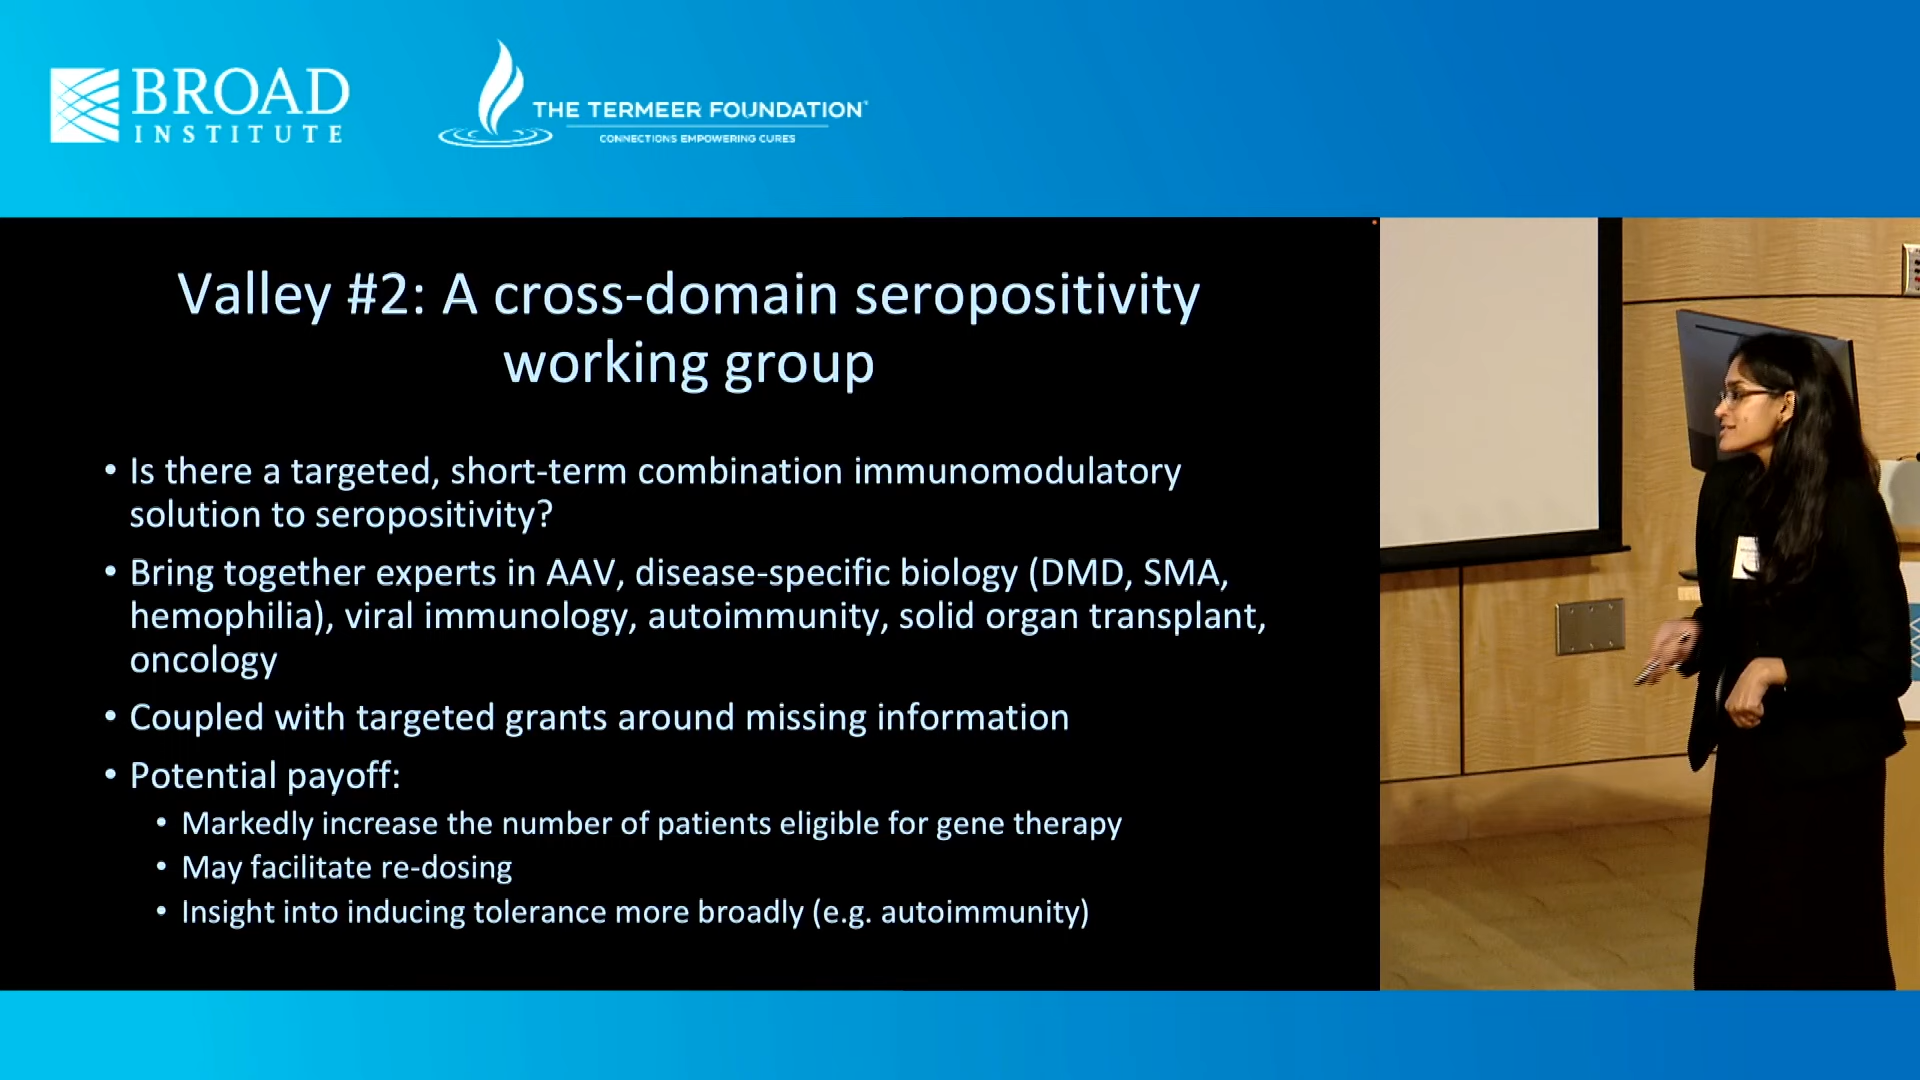 BROAD
INSTITUTE
THE TERMEER FOUNDATION
CONNECTIONS EMPOWERING CURES
Valley #2: A cross-domain seropositivity
working group
• Is there a targeted, short-term combination immunomodulatory
solution to seropositivity?
• Bring together experts in AAV, disease-specific biology (DMD, SMA,
hemophilia), viral immunology, autoimmunity, solid organ transplant,
oncology
• Coupled with targeted grants around missing information
• Potential payoff:
• Markedly increase the number of patients eligible for gene therapy
• May facilitate re-dosing
• Insight into inducing tolerance more broadly (e.g. autoimmunity)